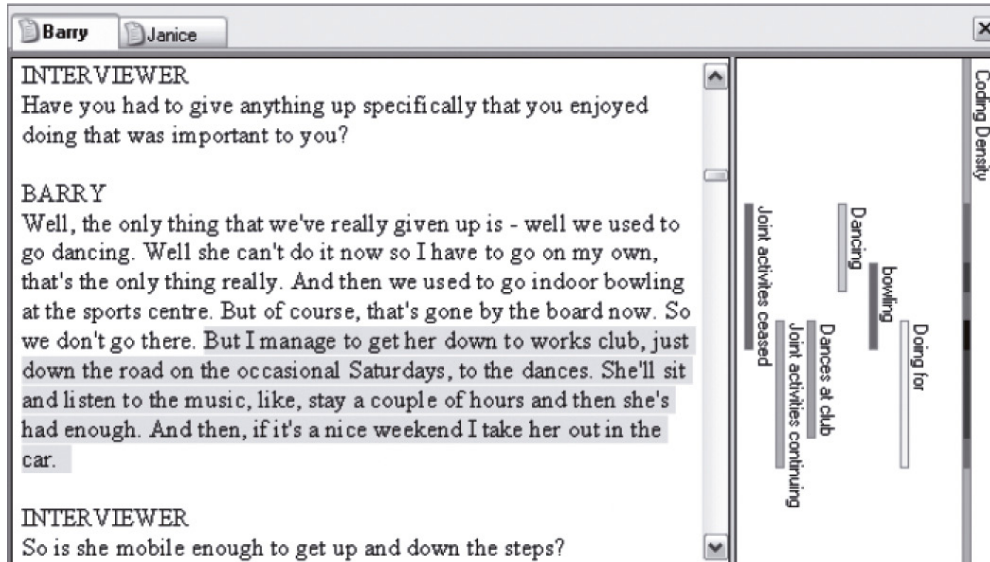 Barry
Janice
INTERVIEWER
Have you had to give anything up specifically that you enjoyed
doing that was important to you?
BARRY
Well, the only thing that we've really given up is - well we used to
go dancing. Well she can't do it now so I have to go on my own,
that's the only thing really. And then we used to go indoor bowling
at the sports centre. But of course, that's gone by the board now. So
we don't go there. But I manage to get her down to works club, just
down the road on the occasional Saturdays, to the dances. She'll sit
and listen to the music, like, stay a couple of hours and then she's
had enough. And then, if it's a nice weekend I take her out in the
car.
INTERVIEWER
So is she mobile enough to get up and down the steps?
Joint activites ceased
Joint activities continuing
Dances at club
Dancing
bowling
Doing for
Coding Density